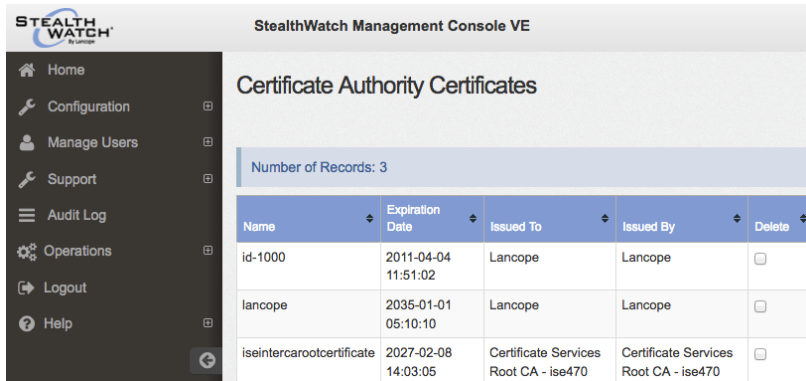 STEALTH
WATCH
By Lancope
StealthWatch Management Console VE
Home
Configuration
Manage Users
Support
Audit Log
Operations
Logout
Help
Certificate Authority Certificates
Number of Records: 3
Name
Expiration
Date
Issued To
Issued By
Delete
id-1000
2011-04-04
11:51:02
Lancope
Lancope
lancope
2035-01-01
05:10:10
Lancope
Lancope
iseintercarootcertificate
2027-02-08
14:03:05
Certificate Services
Root CA - ise470
Certificate Services
Root CA - ise470